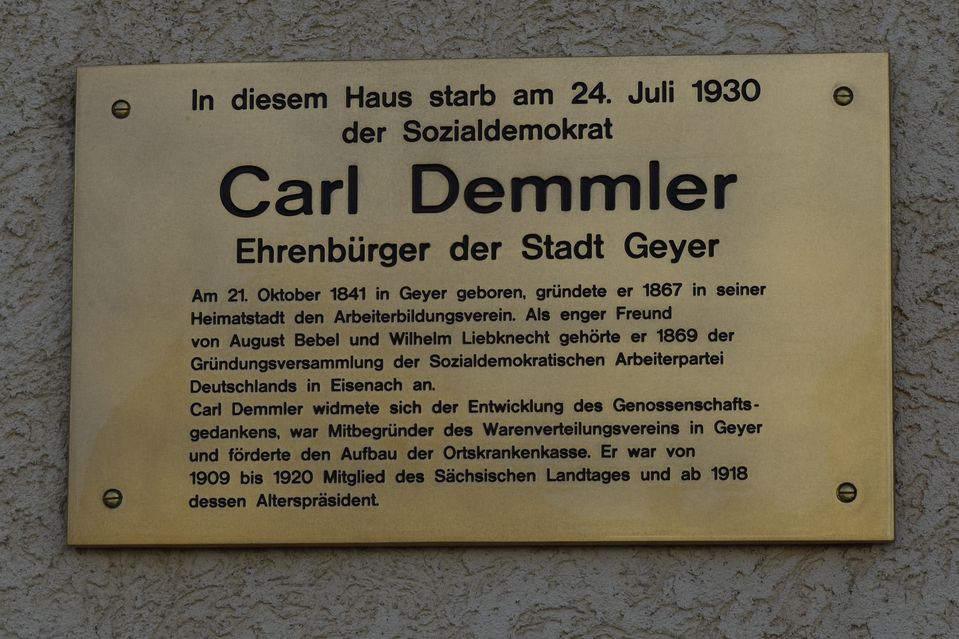 In diesem Haus starb am 24. Juli 1930
der Sozialdemokrat
Carl Demmler
Ehrenbürger der Stadt Geyer
Am 21. Oktober 1841 in Geyer geboren, gründete er 1867 in seiner
Heimatstadt den Arbeiterbildungsverein. Als enger Freund
von August Bebel und Wilhelm Liebknecht gehörte er 1869 der
Gründungsversammlung der Sozialdemokratischen Arbeiterpartei
Deutschlands in Eisenach an.
Carl Demmler widmete sich der Entwicklung des Genossenschafts-
gedankens, war Mitbegründer des Warenverteilungsvereins in Geyer
und förderte den Aufbau der Ortskrankenkasse. Er war von
1909 bis 1920 Mitglied des Sächsischen Landtages und ab 1918
dessen Alterspräsident.